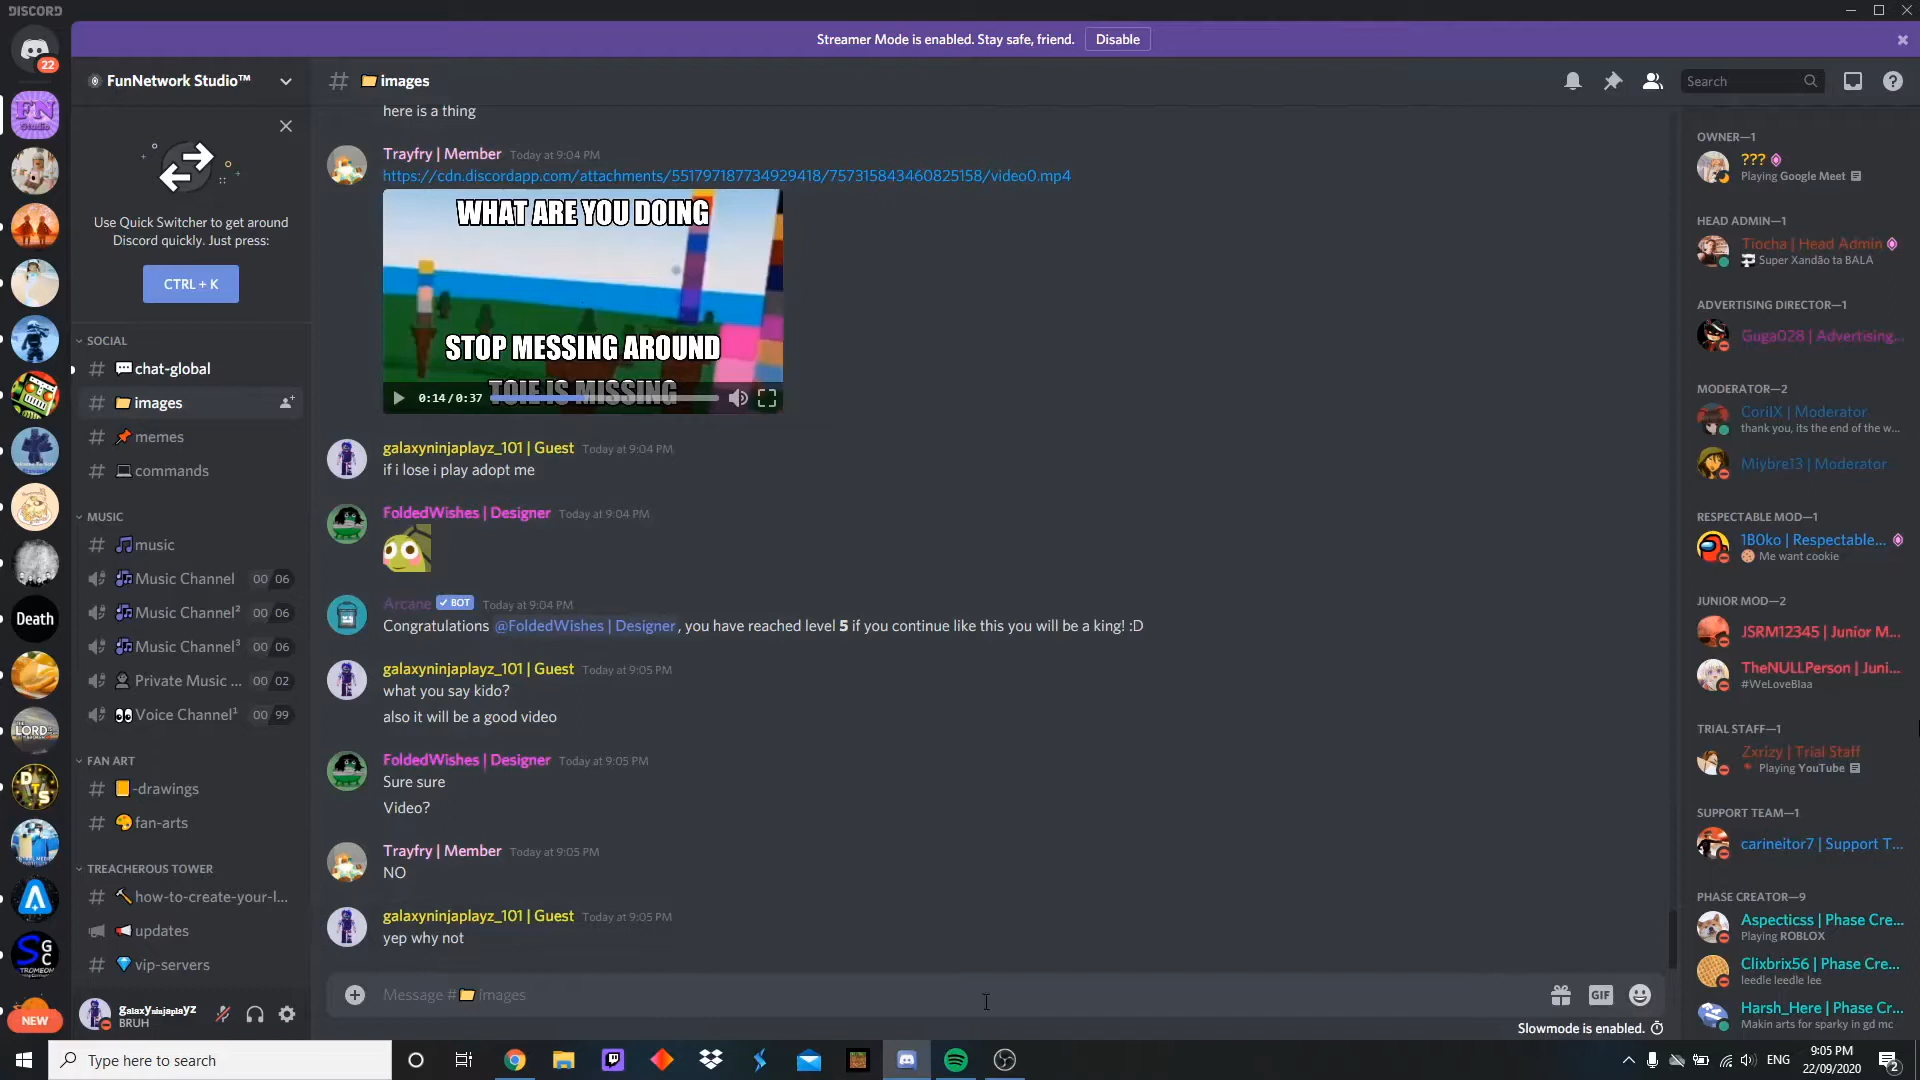 DISCORD
Streamer Mode is enabled. Stay safe, friend.
Disable
22
FN
Studio
Death
LORD
DTS
S GC
TROMEON
NEW
FunNetwork Studio™
Use Quick Switcher to get around
Discord quickly. Just press:
CTRL + K
SOCIAL
chat-global
images
memes
commands
MUSIC
music
Music Channel 00 06
Music Channel² 00 06
Music Channel³ 00 06
Private Music ... 00 02
Voice Channel¹ 00 99
FAN ART
-drawings
fan-arts
TREACHEROUS TOWER
how-to-create-your-l...
updates
vip-servers
galaxyninjaplayz
BRUH
# images
Search
here is a thing
Trayfry | Member Today at 9:04 PM
https://cdn.discordapp.com/attachments/551797187734929418/757315843460825158/video0.mp4
WHAT ARE YOU DOING
STOP MESSING AROUND
TOIE IS MISSING
0:14/0:37
galaxyninjaplayz_101 | Guest Today at 9:04 PM
if i lose i play adopt me
FoldedWishes | Designer Today at 9:04 PM
Arcane BOT Today at 9:04 PM
Congratulations @FoldedWishes | Designer, you have reached level 5 if you continue like this you will be a king! :D
galaxyninjaplayz_101 | Guest Today at 9:05 PM
what you say kido?
also it will be a good video
FoldedWishes | Designer Today at 9:05 PM
Sure sure
Video?
Trayfry | Member Today at 9:05 PM
NO
galaxyninjaplayz_101 | Guest Today at 9:05 PM
yep why not
Message # images
GIF
Slowmode is enabled.
OWNER—1
???
Playing Google Meet
HEAD ADMIN—1
Tiocha | Head Admin
Super Xandão ta BALA
ADVERTISING DIRECTOR—1
Guga028 | Advertising...
MODERATOR—2
CorilX | Moderator
thank you, its the end of the w...
Miybre13 | Moderator
RESPECTABLE MOD—1
1B0ko | Respectable...
Me want cookie
JUNIOR MOD—2
JSRM12345 | Junior M...
TheNULLPerson | Juni...
#WeLoveBlaa
TRIAL STAFF—1
Zxrizy | Trial Staff
Playing YouTube
SUPPORT TEAM—1
carineitor7 | Support T...
PHASE CREATOR—9
Aspecticss | Phase Cre...
Playing ROBLOX
Clixbrix56 | Phase Cre...
leedle leedle lee
Harsh_Here | Phase Cr...
Makin arts for sparky in gd mc
Type here to search
ENG
9:05 PM
22/09/2020
2